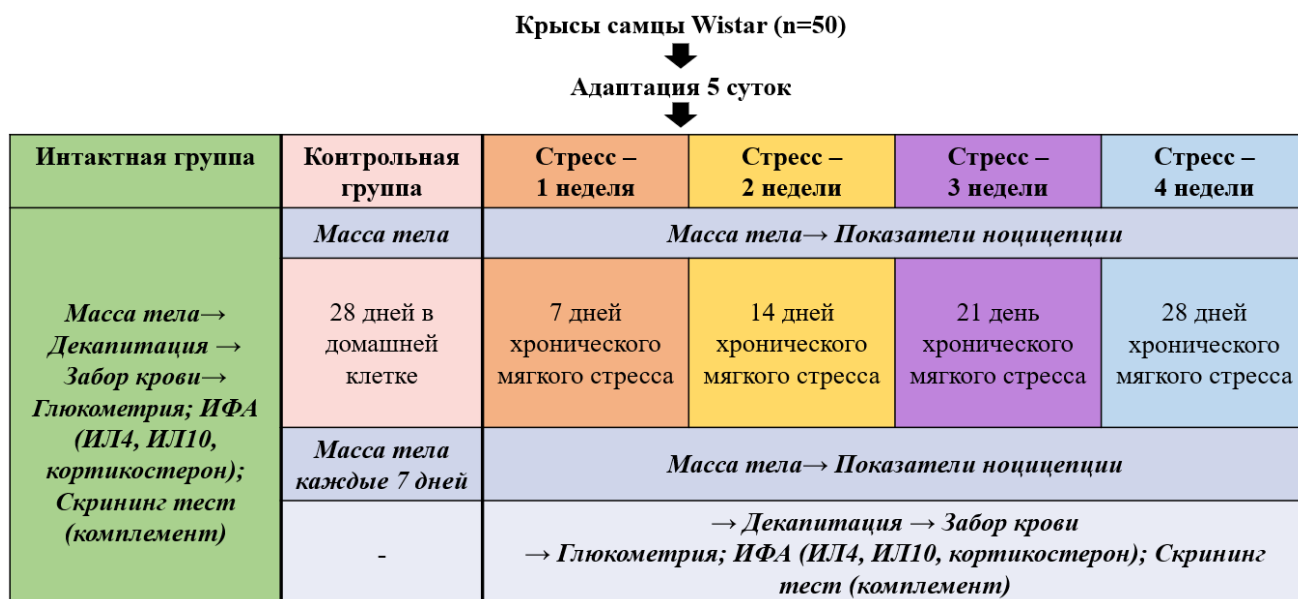 Крысы самцы Wistar (n=50)
Адаптация 5 суток
Интактная группа
Контрольная
группа
Стресс –
1 неделя
Стресс –
2 недели
Стресс –
3 недели
Стресс –
4 недели
Масса тела→
Декапитация →
Забор крови→
Глюкометрия; ИФА
(ИЛ4, ИЛ10,
кортикостерон);
Скрининг тест
(комплемент)
Масса тела
Масса тела→ Показатели ноцицепции
28 дней в
домашней
клетке
7 дней
хронического
мягкого стресса
14 дней
хронического
мягкого стресса
21 день
хронического
мягкого стресса
28 дней
хронического
мягкого стресса
Масса тела
каждые 7 дней
Масса тела→ Показатели ноцицепции
-
→ Декапитация → Забор крови
→ Глюкометрия; ИФА (ИЛ4, ИЛ10, кортикостерон); Скрининг
тест (комплемент)